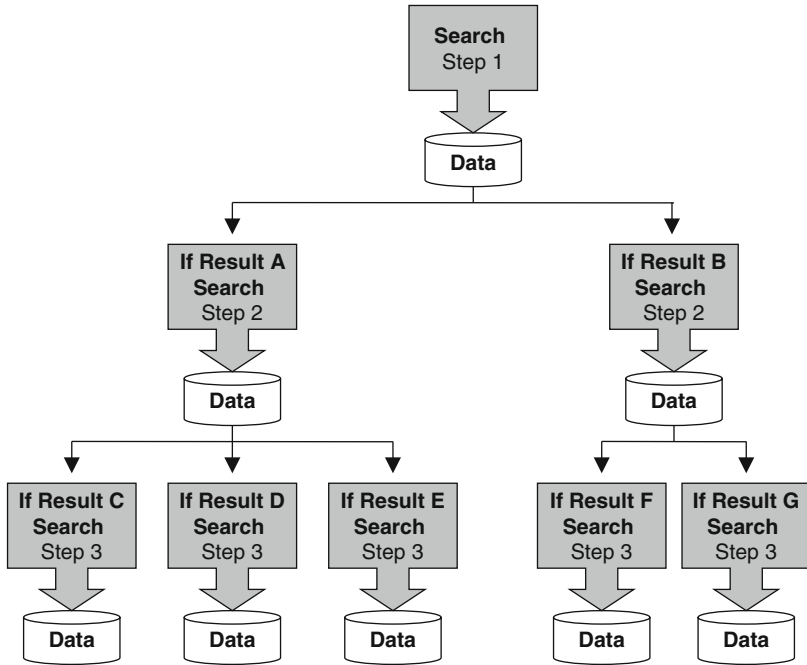 Search
Step 1
Data
If Result A
Search
Step 2
If Result B
Search
Step 2
Data
Data
If Result C
Search
Step 3
If Result D
Search
Step 3
If Result E
Search
Step 3
If Result F
Search
Step 3
If Result G
Search
Step 3
Data
Data
Data
Data
Data